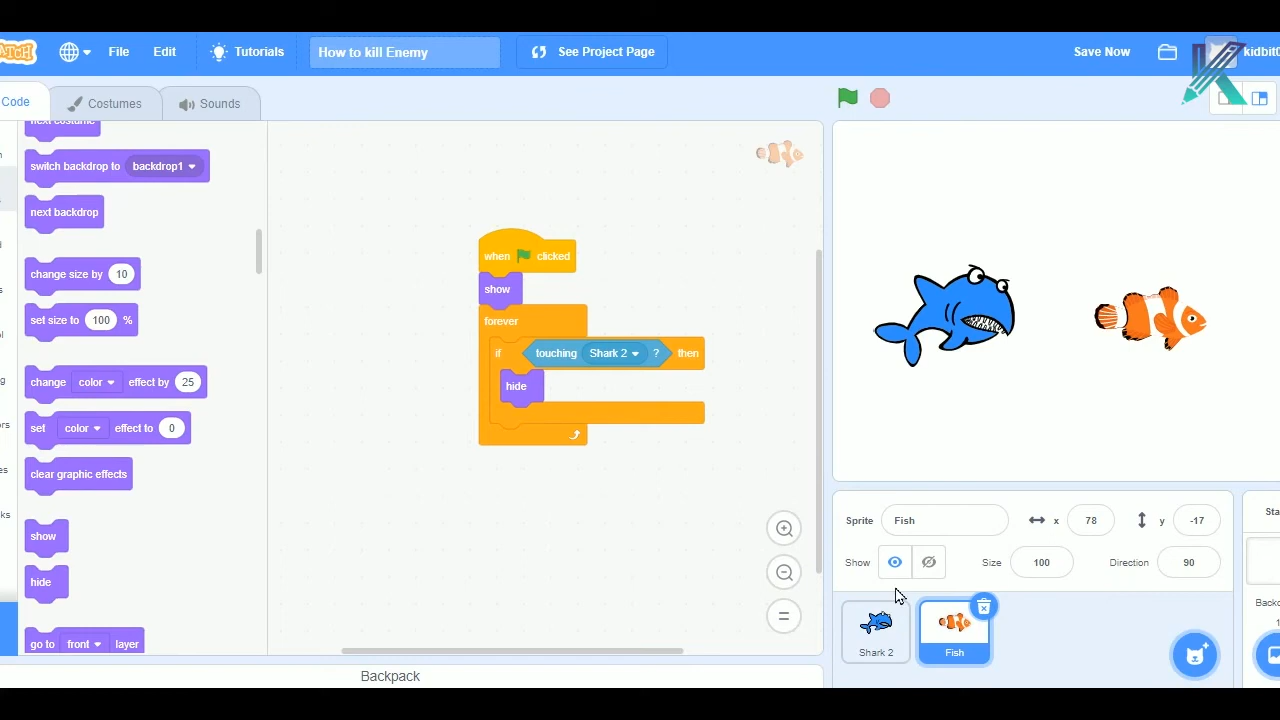 File Edit Tutorials How to kill Enemy See Project Page Save Now
Code Costumes Sounds
next costume
switch backdrop to backdrop1
next backdrop
change size by 10
set size to 100 %
change color effect by 25
set color effect to 0
clear graphic effects
show
hide
go to front layer
when clicked
show
forever
if touching Shark 2 ? then
hide
Backpack
Sprite Fish x 78 y -17
Show Size 100 Direction 90
Shark 2
Fish